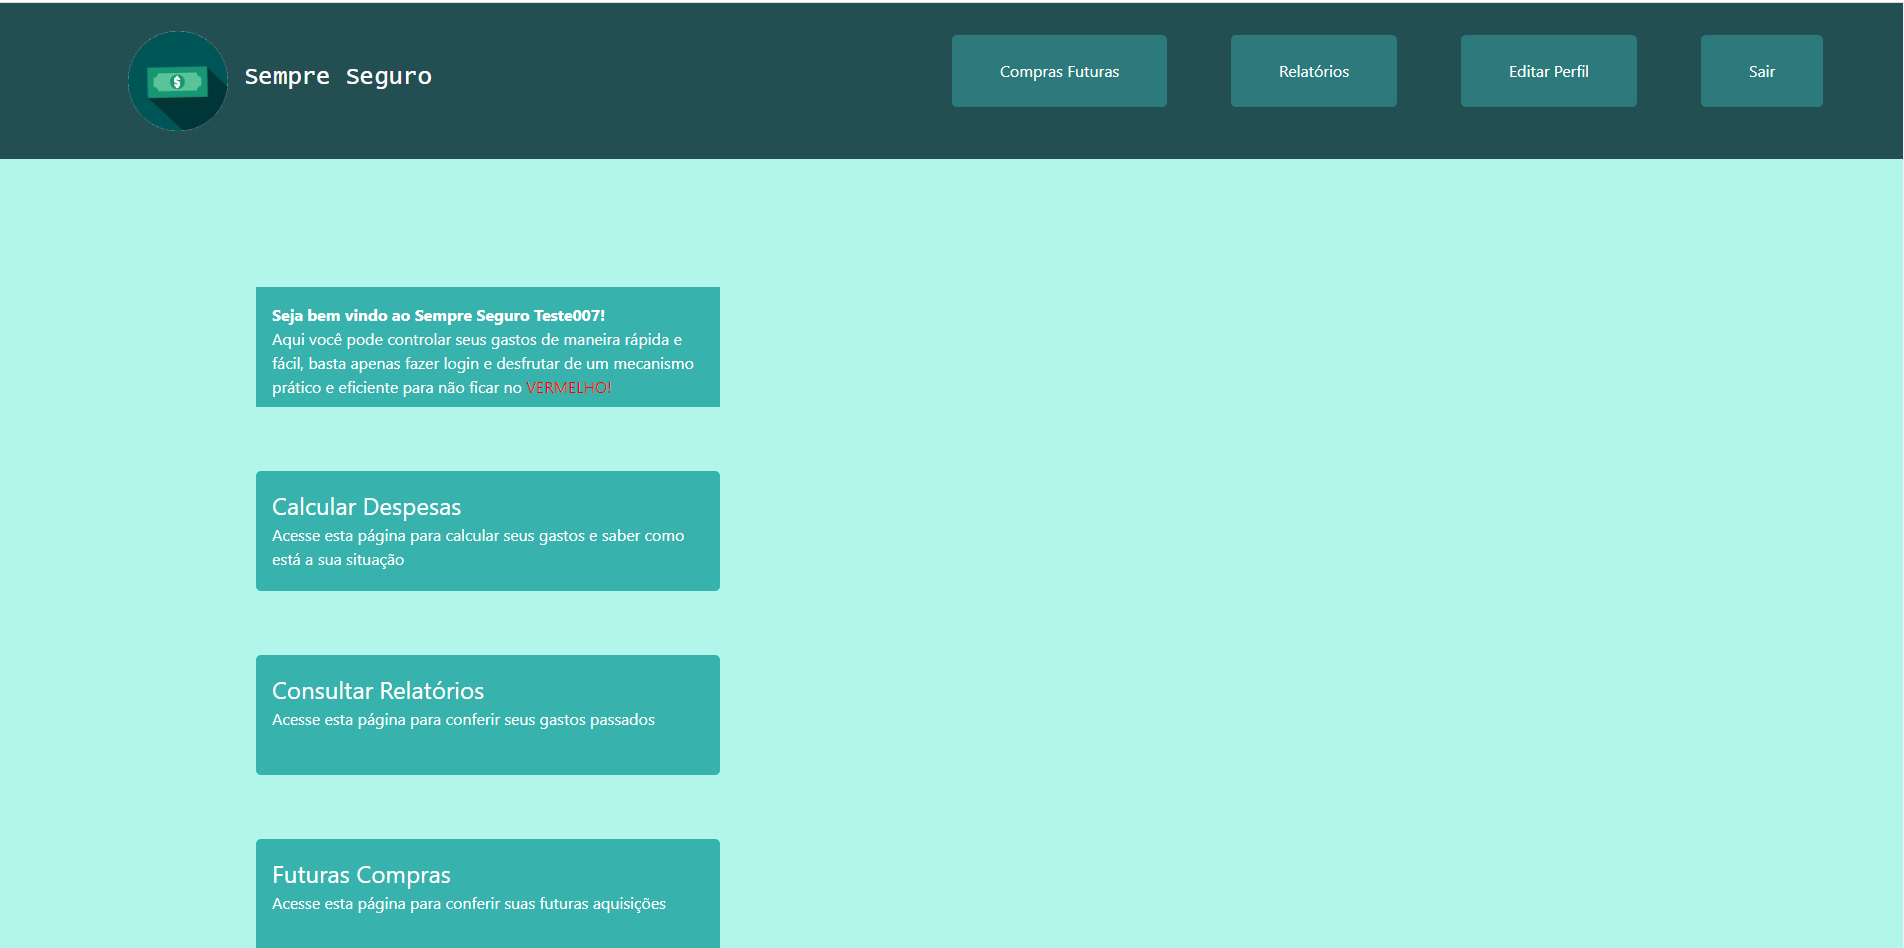 Sempre Seguro
Compras Futuras
Relatórios
Editar Perfil
Sair
$
Seja bem vindo ao Sempre Seguro Teste007!
Aqui você pode controlar seus gastos de maneira rápida e
fácil, basta apenas fazer login e desfrutar de um mecanismo
prático e eficiente para não ficar no VERMELHO!
Calcular Despesas
Acesse esta página para calcular seus gastos e saber como
está a sua situação
Consultar Relatórios
Acesse esta página para conferir seus gastos passados
Futuras Compras
Acesse esta página para conferir suas futuras aquisições